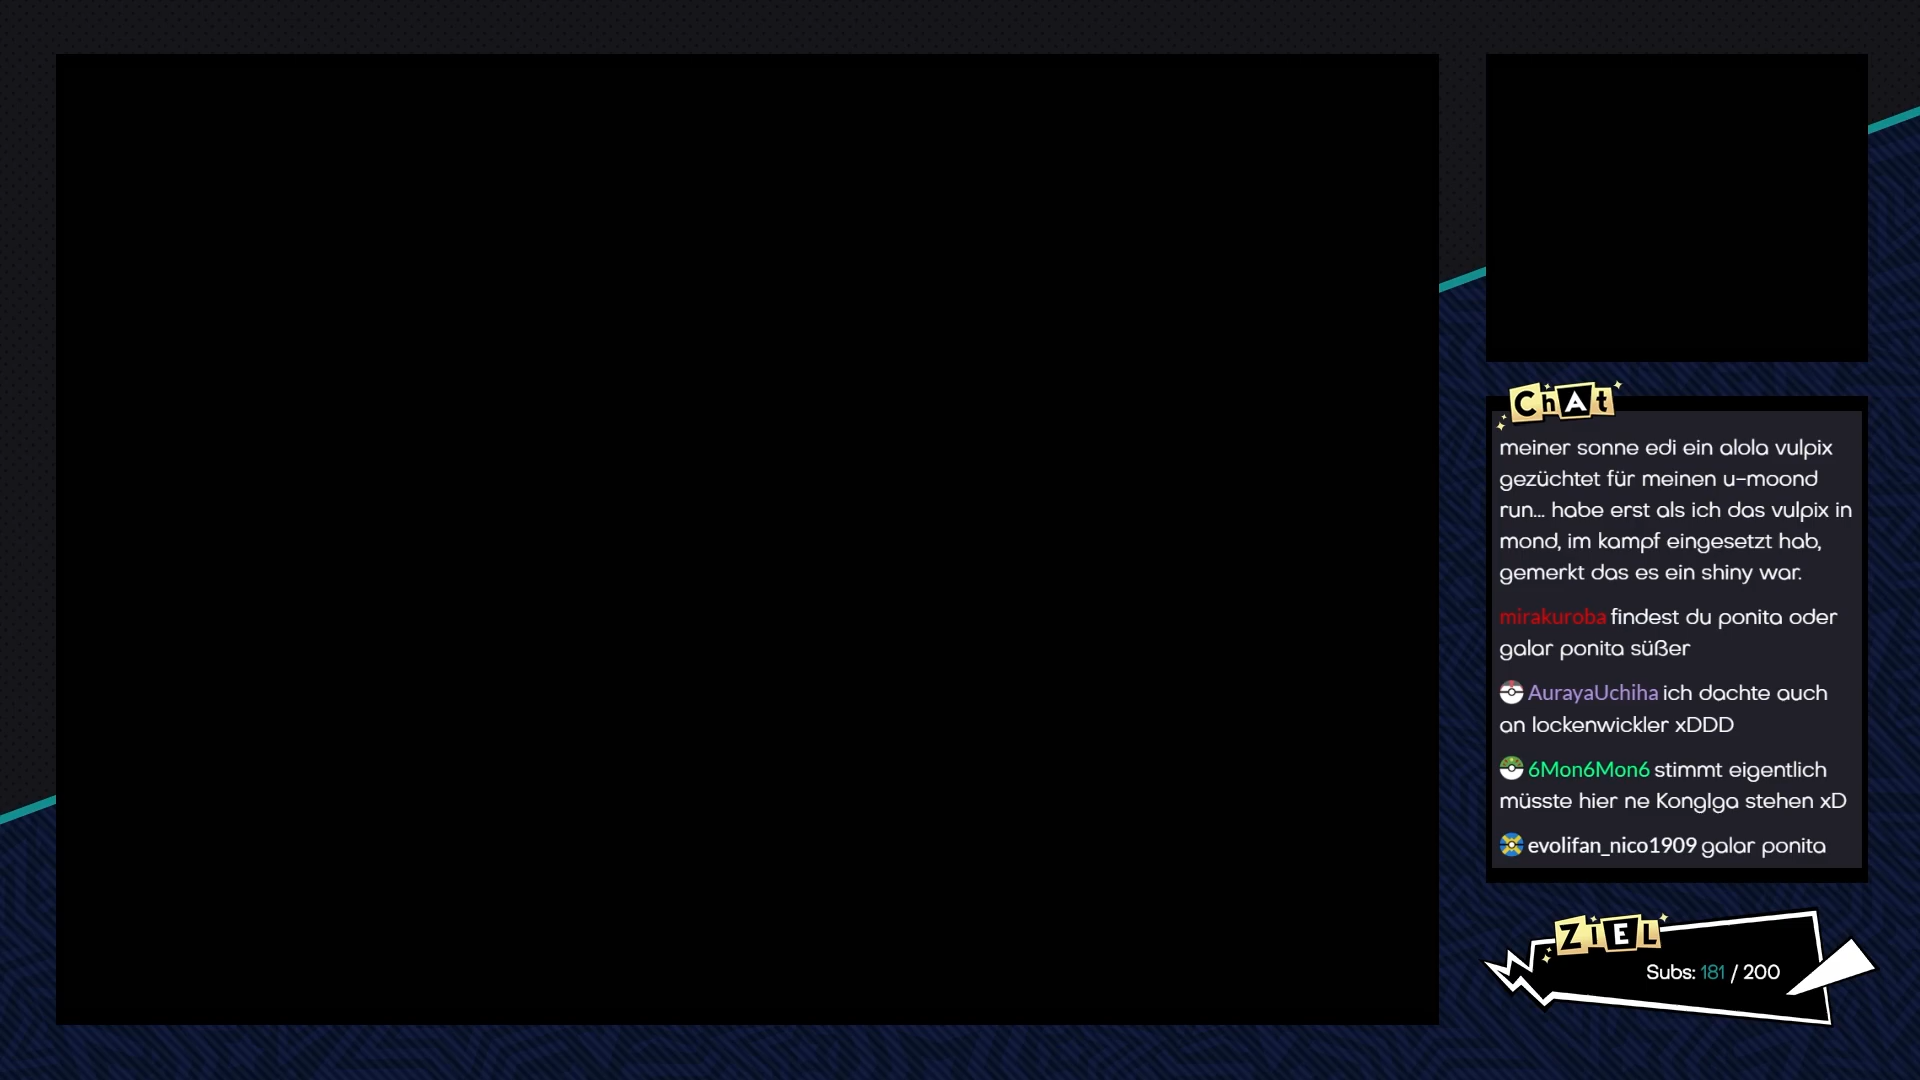 ChAt
meiner sonne edi ein alola vulpix
gezüchtet für meinen u-moond
run... habe erst als ich das vulpix in
mond, im kampf eingesetzt hab,
gemerkt das es ein shiny war.
mirakuroba findest du ponita oder
galar ponita süßer
AurayaUchiha ich dachte auch
an lockenwickler xDDD
6Mon6Mon6 stimmt eigentlich
müsste hier ne Konglga stehen xD
evolifan_nico1909 galar ponita
ZiEL
Subs: 181 / 200